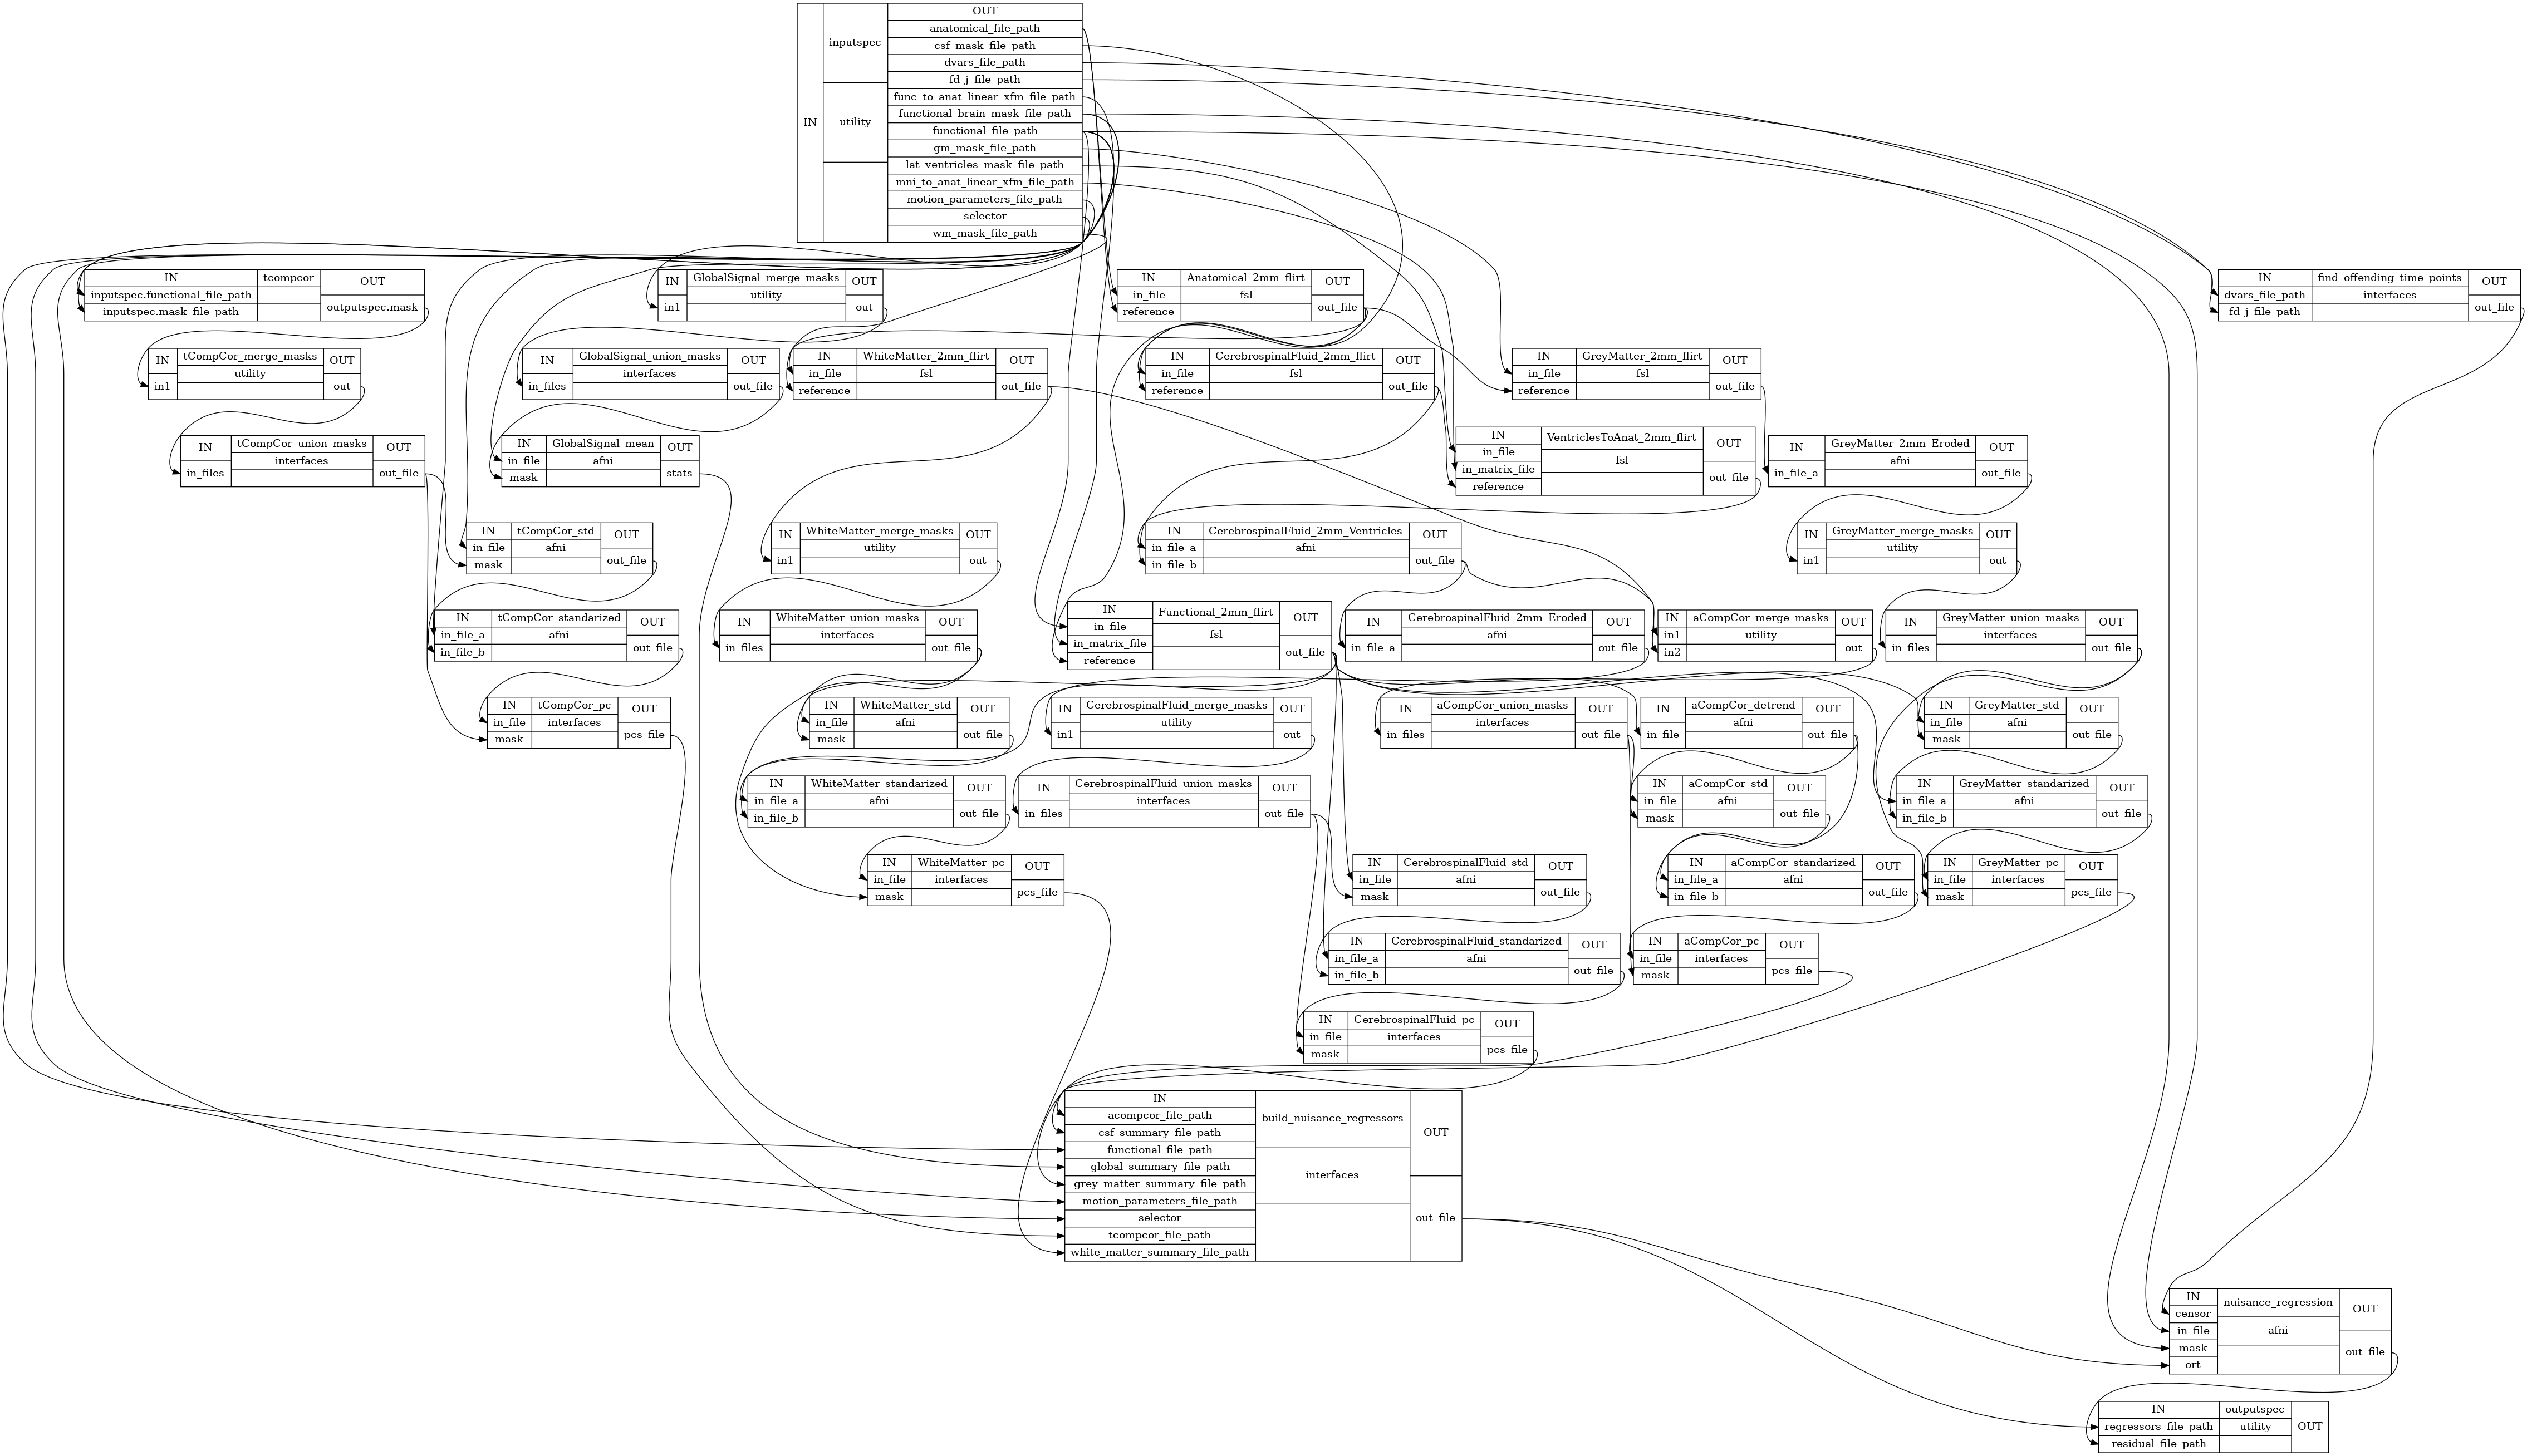 IN
inputspec
utility
OUT
anatomical_file_path
csf_mask_file_path
dvars_file_path
fd_j_file_path
func_to_anat_linear_xfm_file_path
functional_brain_mask_file_path
functional_file_path
gm_mask_file_path
lat_ventricles_mask_file_path
mni_to_anat_linear_xfm_file_path
motion_parameters_file_path
selector
wm_mask_file_path
IN
inputspec.functional_file_path
inputspec.mask_file_path
tcompcor
OUT
outputspec.mask
IN
in1
GlobalSignal_merge_masks
utility
OUT
out
IN
in_file
reference
Anatomical_2mm_flirt
fsl
OUT
out_file
IN
dvars_file_path
fd_j_file_path
find_offending_time_points
interfaces
OUT
out_file
IN
in1
tCompCor_merge_masks
utility
OUT
out
IN
in_files
GlobalSignal_union_masks
interfaces
OUT
out_file
IN
in_file
reference
WhiteMatter_2mm_flirt
fsl
OUT
out_file
IN
in_file
reference
CerebrospinalFluid_2mm_flirt
fsl
OUT
out_file
IN
in_file
reference
GreyMatter_2mm_flirt
fsl
OUT
out_file
IN
in_files
tCompCor_union_masks
interfaces
OUT
out_file
IN
in_file
mask
GlobalSignal_mean
afni
OUT
stats
IN
in_file
in_matrix_file
reference
VentriclesToAnat_2mm_flirt
fsl
OUT
out_file
IN
in_file_a
GreyMatter_2mm_Eroded
afni
OUT
out_file
IN
in_file
mask
tCompCor_std
afni
OUT
out_file
IN
in1
WhiteMatter_merge_masks
utility
OUT
out
IN
in_file_a
in_file_b
CerebrospinalFluid_2mm_Ventricles
afni
OUT
out_file
IN
in1
GreyMatter_merge_masks
utility
OUT
out
IN
in_file_a
in_file_b
tCompCor_standarized
afni
OUT
out_file
IN
in_files
WhiteMatter_union_masks
interfaces
OUT
out_file
IN
in_file
in_matrix_file
reference
Functional_2mm_flirt
fsl
OUT
out_file
IN
in_file_a
CerebrospinalFluid_2mm_Eroded
afni
OUT
out_file
IN
in1
in2
aCompCor_merge_masks
utility
OUT
out
IN
in_files
GreyMatter_union_masks
interfaces
OUT
out_file
IN
in_file
mask
tCompCor_pc
interfaces
OUT
pcs_file
IN
in_file
mask
WhiteMatter_std
afni
OUT
out_file
IN
in1
CerebrospinalFluid_merge_masks
utility
OUT
out
IN
in_files
aCompCor_union_masks
interfaces
OUT
out_file
IN
in_file
aCompCor_detrend
afni
OUT
out_file
IN
in_file
mask
GreyMatter_std
afni
OUT
out_file
IN
in_file_a
in_file_b
WhiteMatter_standarized
afni
OUT
out_file
IN
in_files
CerebrospinalFluid_union_masks
interfaces
OUT
out_file
IN
in_file
mask
aCompCor_std
afni
OUT
out_file
IN
in_file_a
in_file_b
GreyMatter_standarized
afni
OUT
out_file
IN
in_file
mask
WhiteMatter_pc
interfaces
OUT
pcs_file
IN
in_file
mask
CerebrospinalFluid_std
afni
OUT
out_file
IN
in_file_a
in_file_b
aCompCor_standarized
afni
OUT
out_file
IN
in_file
mask
GreyMatter_pc
interfaces
OUT
pcs_file
IN
in_file_a
in_file_b
CerebrospinalFluid_standarized
afni
OUT
out_file
IN
in_file
mask
aCompCor_pc
interfaces
OUT
pcs_file
IN
in_file
mask
CerebrospinalFluid_pc
interfaces
OUT
pcs_file
IN
acompcor_file_path
csf_summary_file_path
functional_file_path
global_summary_file_path
grey_matter_summary_file_path
motion_parameters_file_path
selector
tcompcor_file_path
white_matter_summary_file_path
build_nuisance_regressors
interfaces
OUT
out_file
IN
censor
in_file
mask
ort
nuisance_regression
afni
OUT
out_file
IN
regressors_file_path
residual_file_path
outputspec
utility
OUT